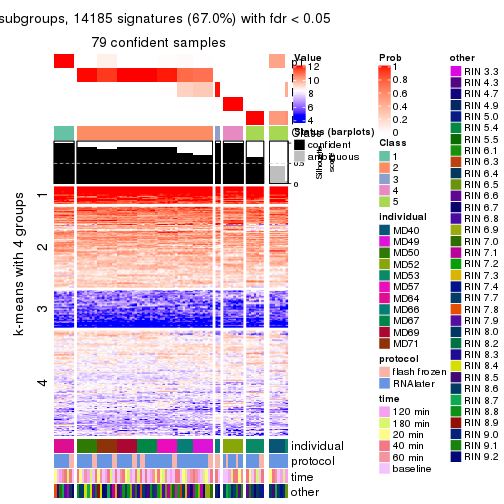 subgroups, 14185 signatures (67.0%) with fdr < 0.05
79 confident samples
k-means with 4 groups
1
2
3
4
individual
protocol
time
other
Value
12
10
8
6
4
Status (barplots)
confident
ambiguous
Silhouette
score
0.5
0
Prob
1
0.8
0.6
0.4
0.2
0
Class
1
2
3
4
5
individual
MD40
MD49
MD50
MD52
MD53
MD57
MD64
MD66
MD67
MD69
MD71
protocol
flash frozen
RNAlater
time
120 min
180 min
20 min
40 min
60 min
baseline
other
RIN 3.3
RIN 4.3
RIN 4.7
RIN 4.9
RIN 5.0
RIN 5.4
RIN 5.5
RIN 6.1
RIN 6.3
RIN 6.4
RIN 6.5
RIN 6.6
RIN 6.7
RIN 6.8
RIN 6.9
RIN 7.0
RIN 7.1
RIN 7.2
RIN 7.3
RIN 7.4
RIN 7.7
RIN 7.8
RIN 7.9
RIN 8.0
RIN 8.2
RIN 8.3
RIN 8.4
RIN 8.5
RIN 8.6
RIN 8.7
RIN 8.8
RIN 8.9
RIN 9.0
RIN 9.1
RIN 9.2